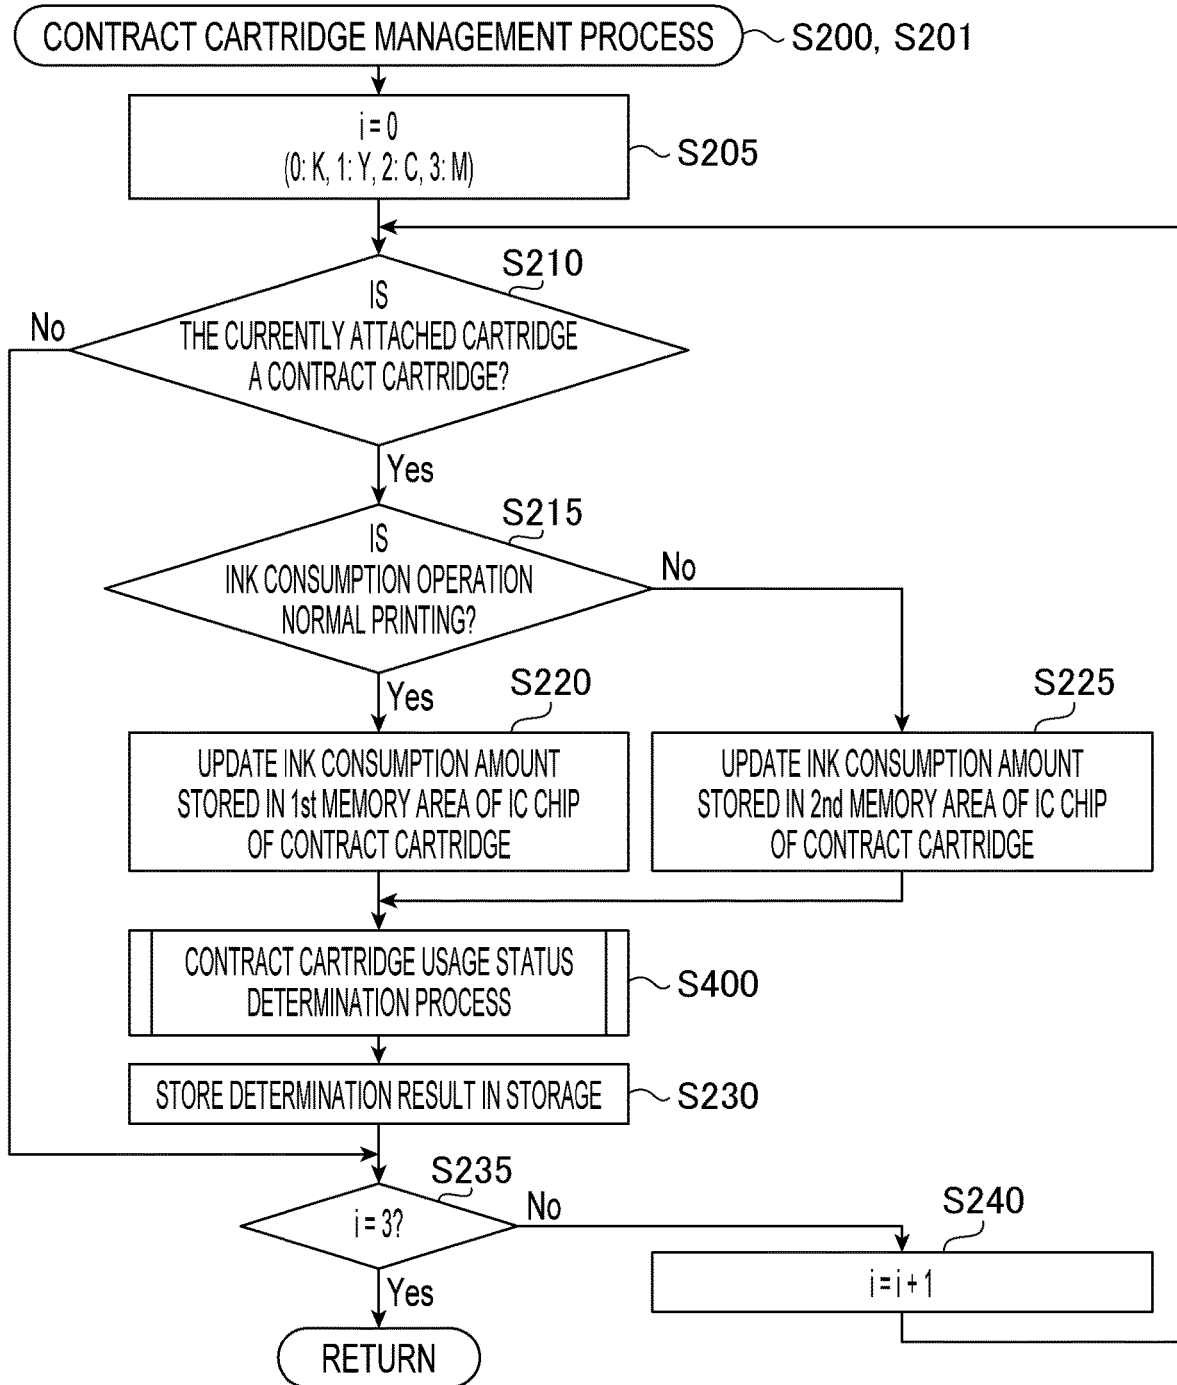 CONTRACT CARTRIDGE MANAGEMENT PROCESS
S200, S201
i = 0
(0: K, 1: Y, 2: C, 3: M)
S205
S210
IS
THE CURRENTLY ATTACHED CARTRIDGE
A CONTRACT CARTRIDGE?
No
Yes
S215
IS
INK CONSUMPTION OPERATION
NORMAL PRINTING?
No
Yes
S220
UPDATE INK CONSUMPTION AMOUNT
STORED IN 1st MEMORY AREA OF IC CHIP
OF CONTRACT CARTRIDGE
S225
UPDATE INK CONSUMPTION AMOUNT
STORED IN 2nd MEMORY AREA OF IC CHIP
OF CONTRACT CARTRIDGE
CONTRACT CARTRIDGE USAGE STATUS
DETERMINATION PROCESS
S400
STORE DETERMINATION RESULT IN STORAGE
S230
S235
i = 3?
No
Yes
S240
i = i + 1
RETURN